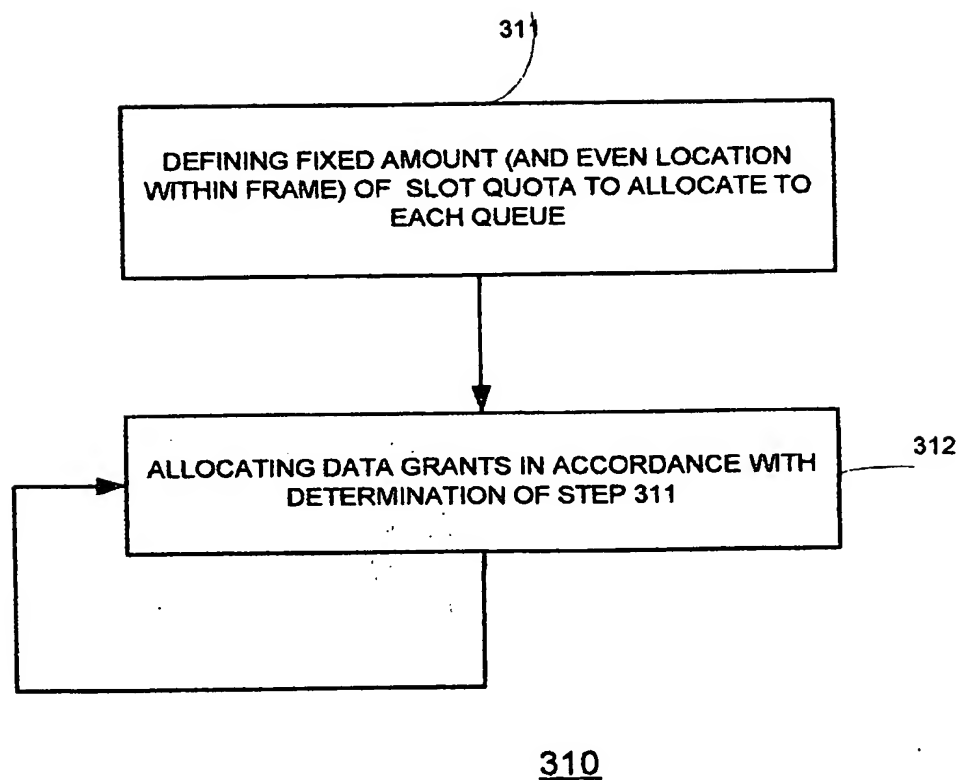 311
DEFINING FIXED AMOUNT (AND EVEN LOCATION
WITHIN FRAME) OF SLOT QUOTA TO ALLOCATE TO
EACH QUEUE
ALLOCATING DATA GRANTS IN ACCORDANCE WITH
DETERMINATION OF STEP 311
312
310